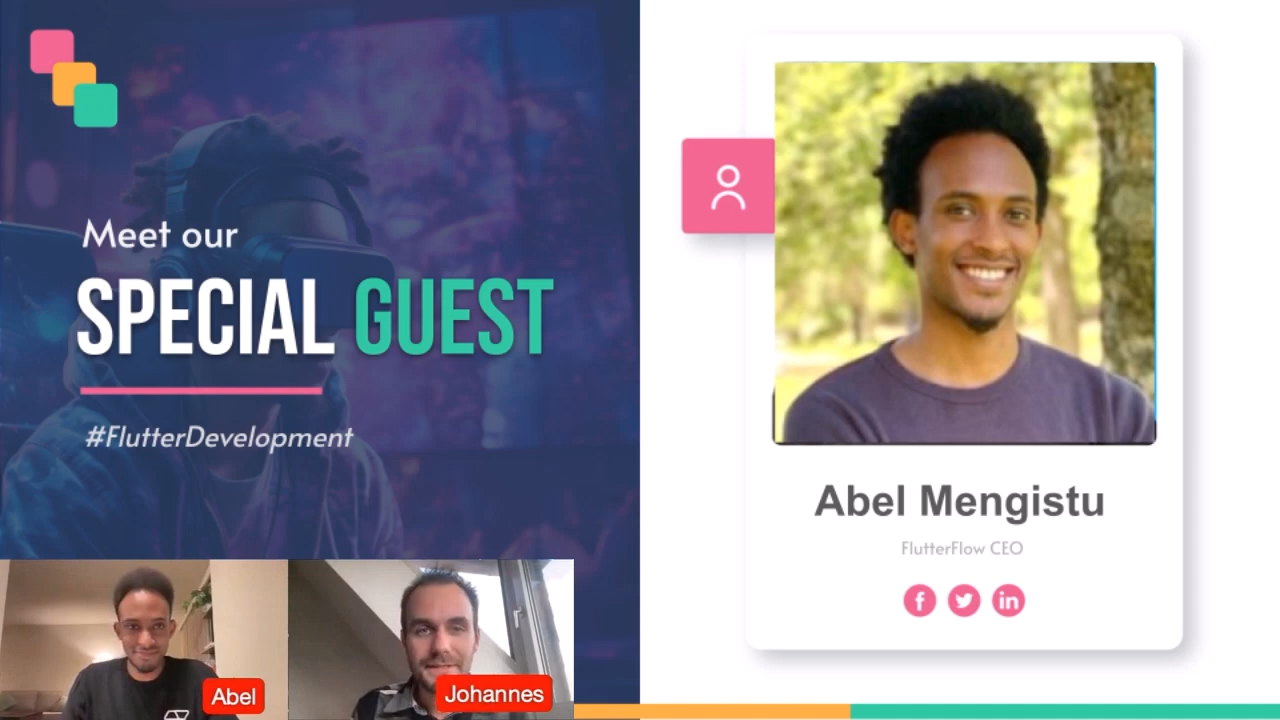 Meet our
SPECIAL GUEST
#FlutterDevelopment
Abel
Johannes
Abel Mengistu
FlutterFlow CEO